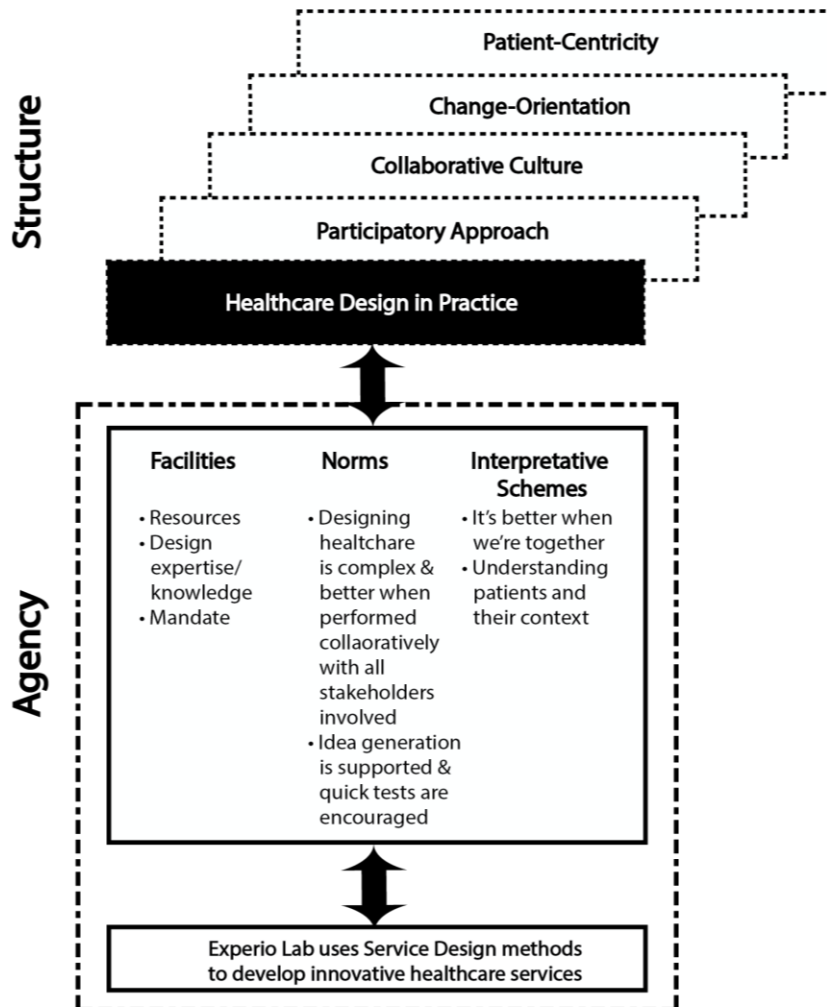 Structure
Patient-Centricity
Change-Orientation
Collaborative Culture
Participatory Approach
Healthcare Design in Practice
Agency
Facilities
• Resources
• Design
expertise/
knowledge
• Mandate
Norms
• Designing
healtchare
is complex &
better when
performed
collaoratively
with all
stakeholders
involved
• Idea generation
is supported &
quick tests are
encouraged
Interpretative
Schemes
• It's better when
we're together
• Understanding
patients and
their context
Experio Lab uses Service Design methods
to develop innovative healthcare services